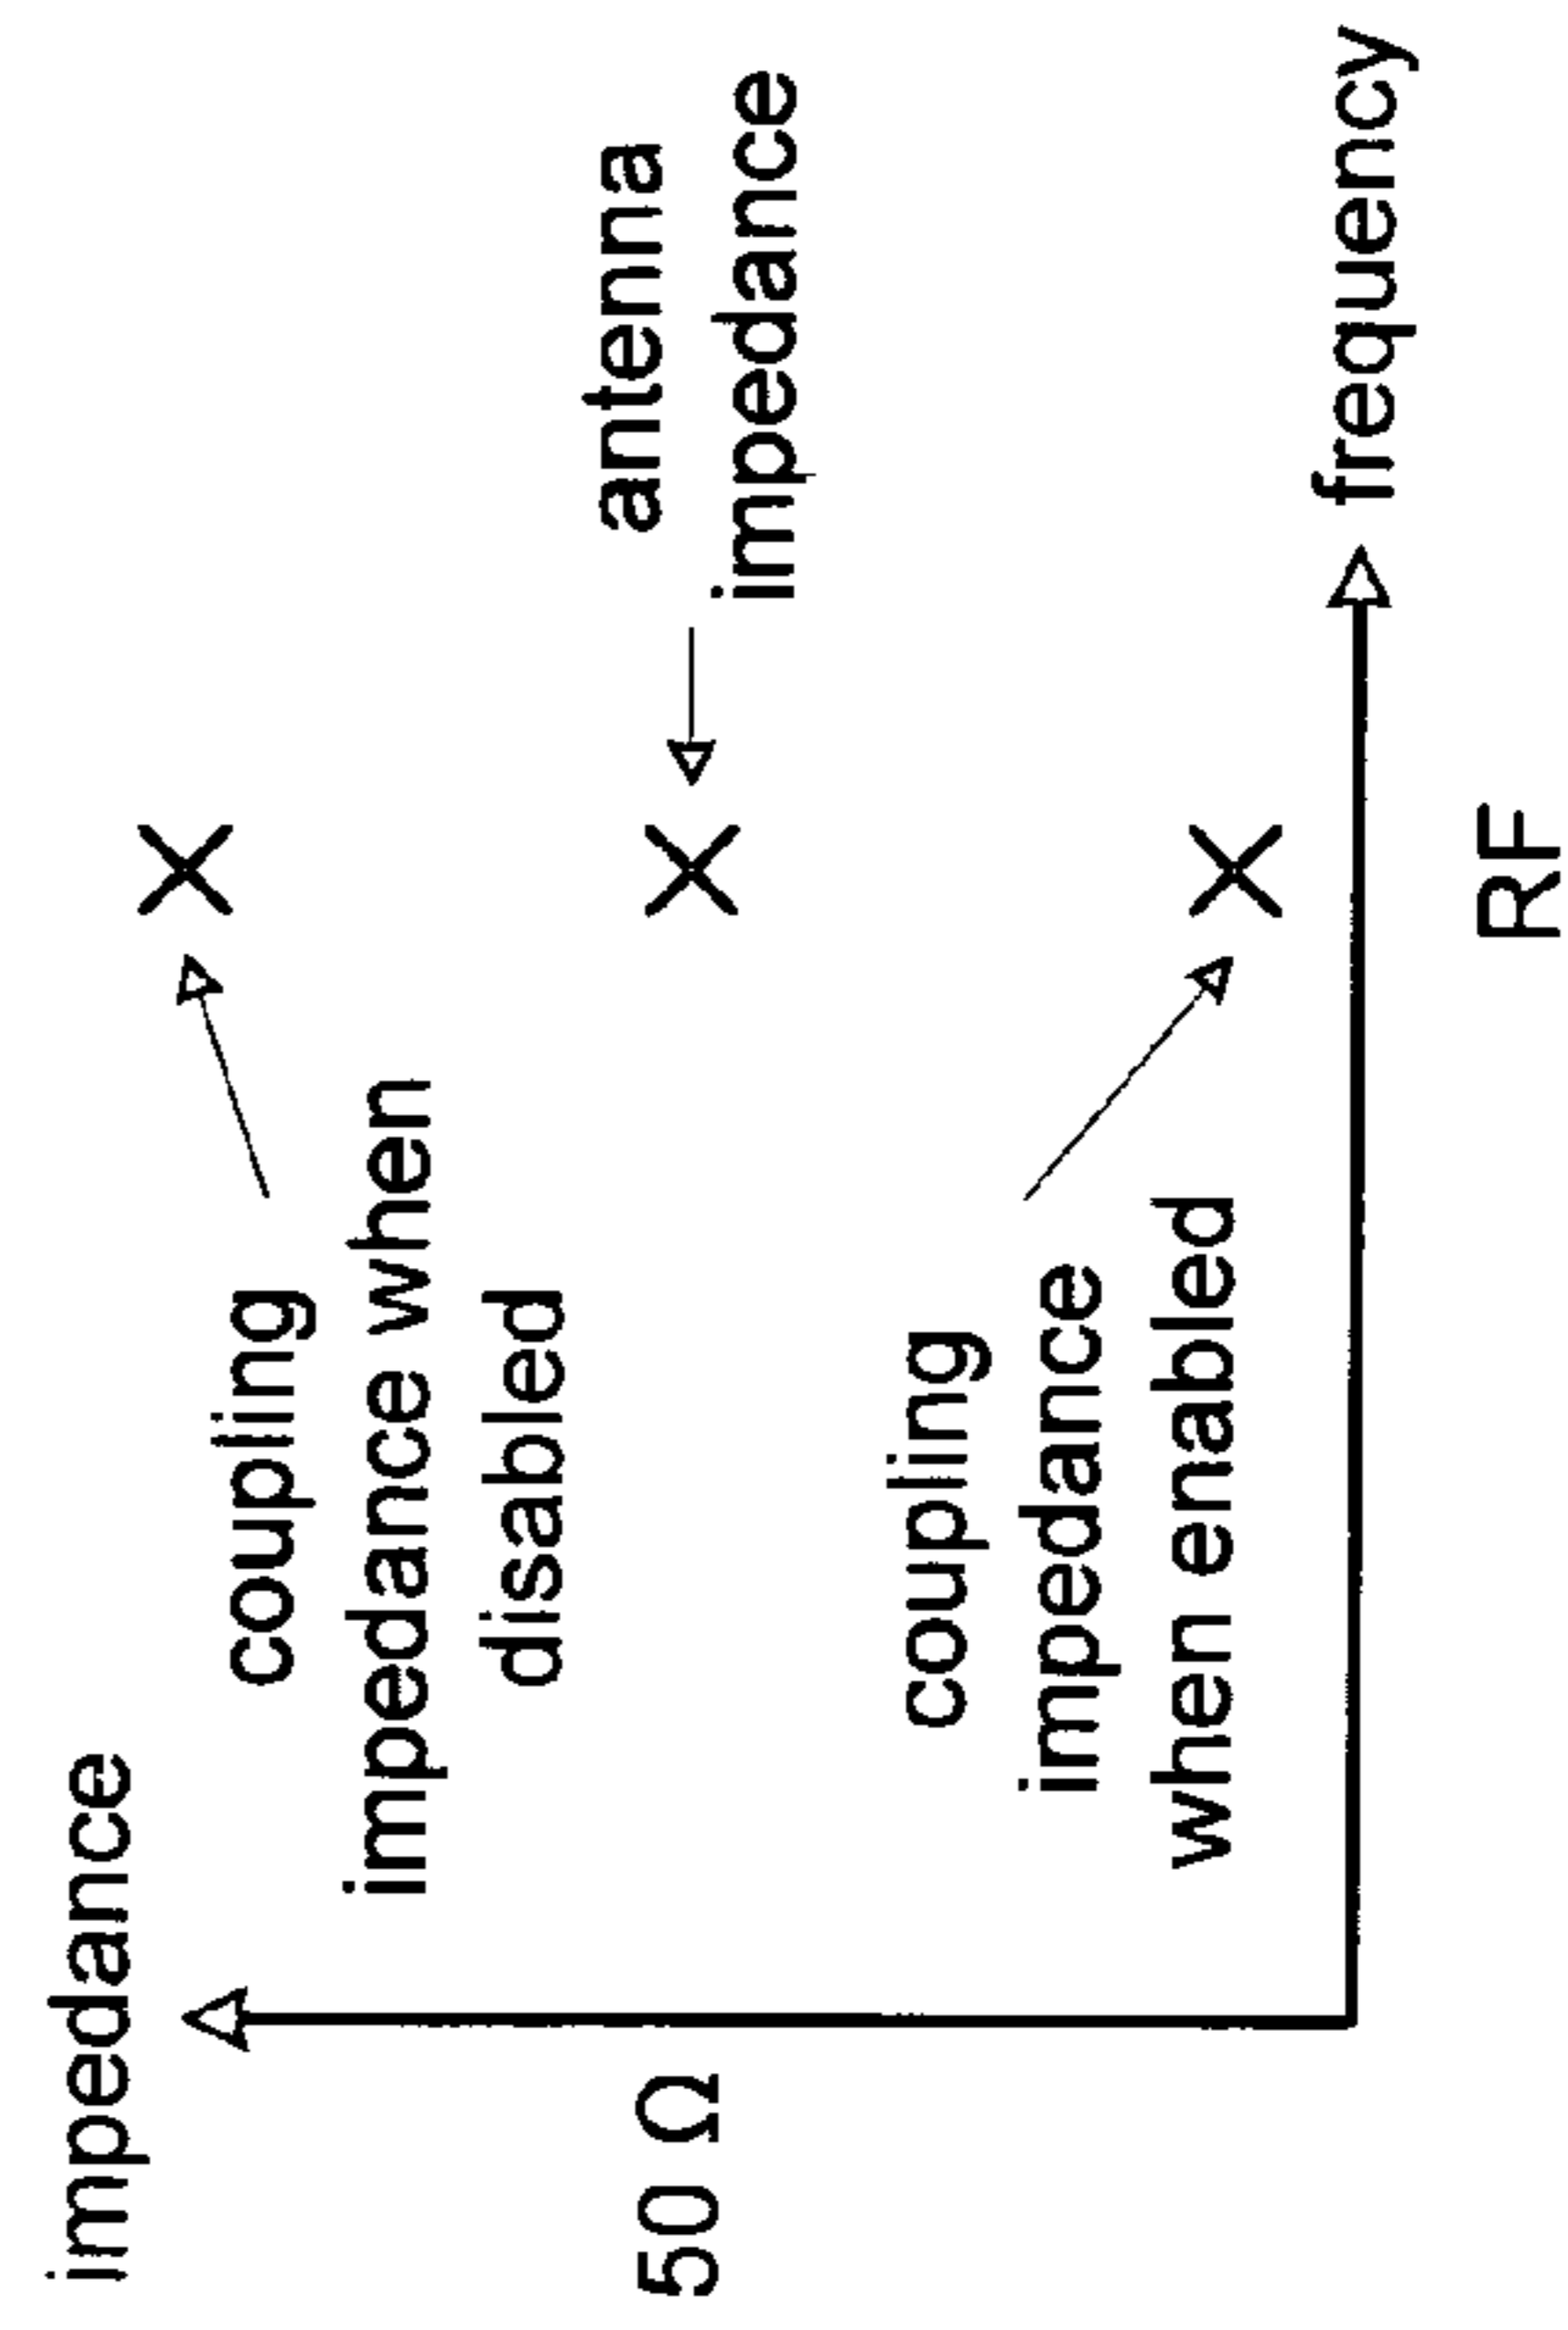 impedance
coupling
impedance when
disabled
antenna
impedance
50 Ω
coupling
impedance
when enabled
frequency
RF